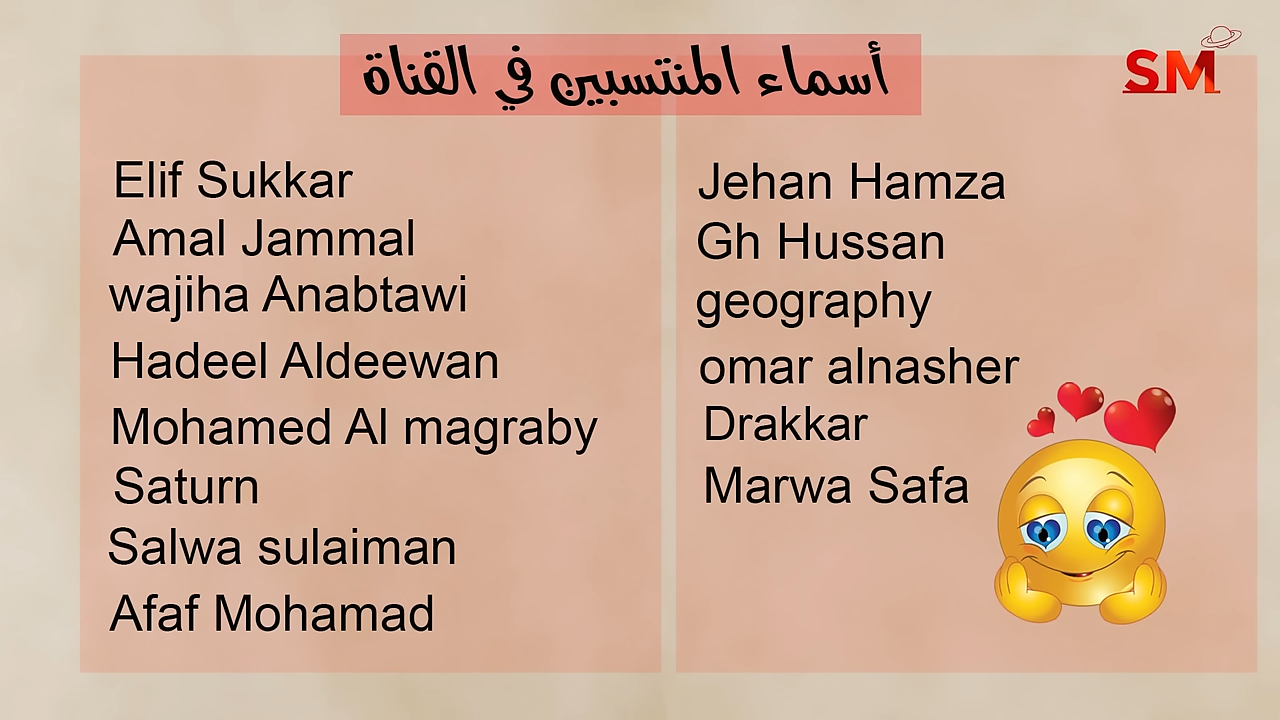 أسماء المنتسبين في القناة
SM
Elif Sukkar
Amal Jammal
wajiha Anabtawi
Hadeel Aldeewan
Mohamed Al magraby
Saturn
Salwa sulaiman
Afaf Mohamad
Jehan Hamza
Gh Hussan
geography
omar alnasher
Drakkar
Marwa Safa